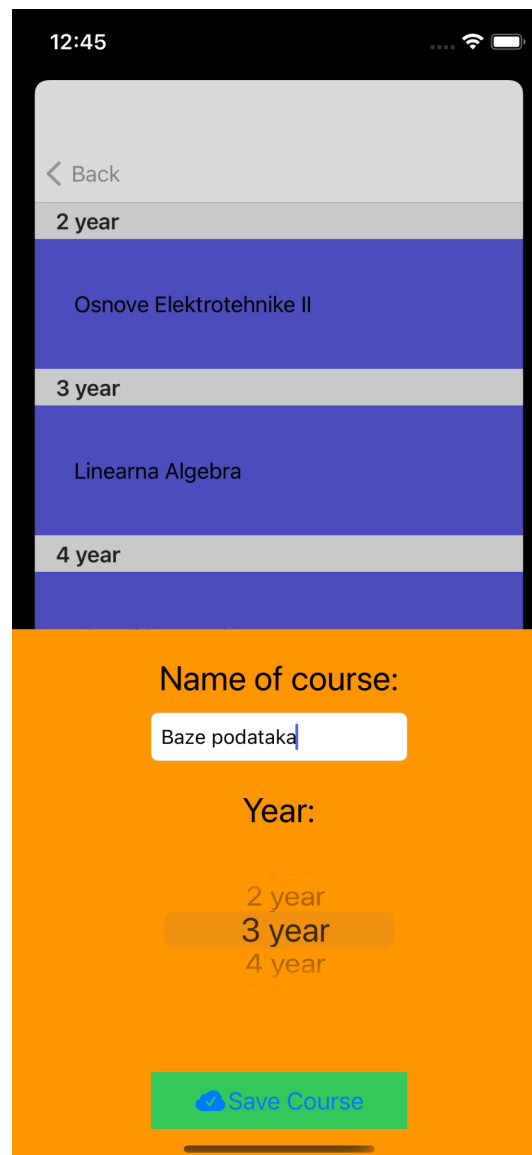 12:45
Back
2 year
Osnove Elektrotehnike II
3 year
Linearna Algebra
4 year
Name of course:
Baze podataka
Year:
2 year
3 year
4 year
Save Course